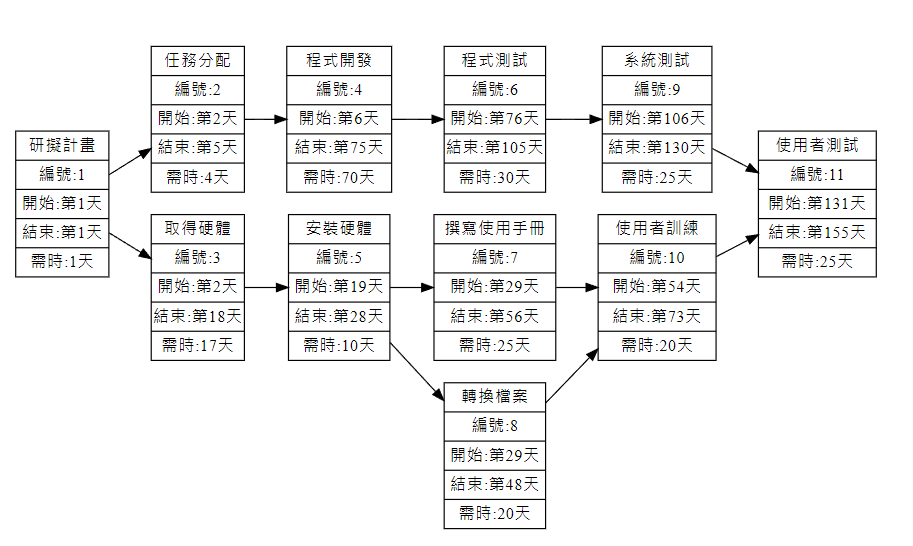 研擬計畫
編號:1
開始:第1天
結束:第1天
需時:1天
任務分配
編號:2
開始:第2天
結束:第5天
需時:4天
取得硬體
編號:3
開始:第2天
結束:第18天
需時:17天
程式開發
編號:4
開始:第6天
結束:第75天
需時:70天
安裝硬體
編號:5
開始:第19天
結束:第28天
需時:10天
程式測試
編號:6
開始:第76天
結束:第105天
需時:30天
撰寫使用手冊
編號:7
開始:第29天
結束:第56天
需時:25天
轉換檔案
編號:8
開始:第29天
結束:第48天
需時:20天
系統測試
編號:9
開始:第106天
結束:第130天
需時:25天
使用者訓練
編號:10
開始:第54天
結束:第73天
需時:20天
使用者測試
編號:11
開始:第131天
結束:第155天
需時:25天